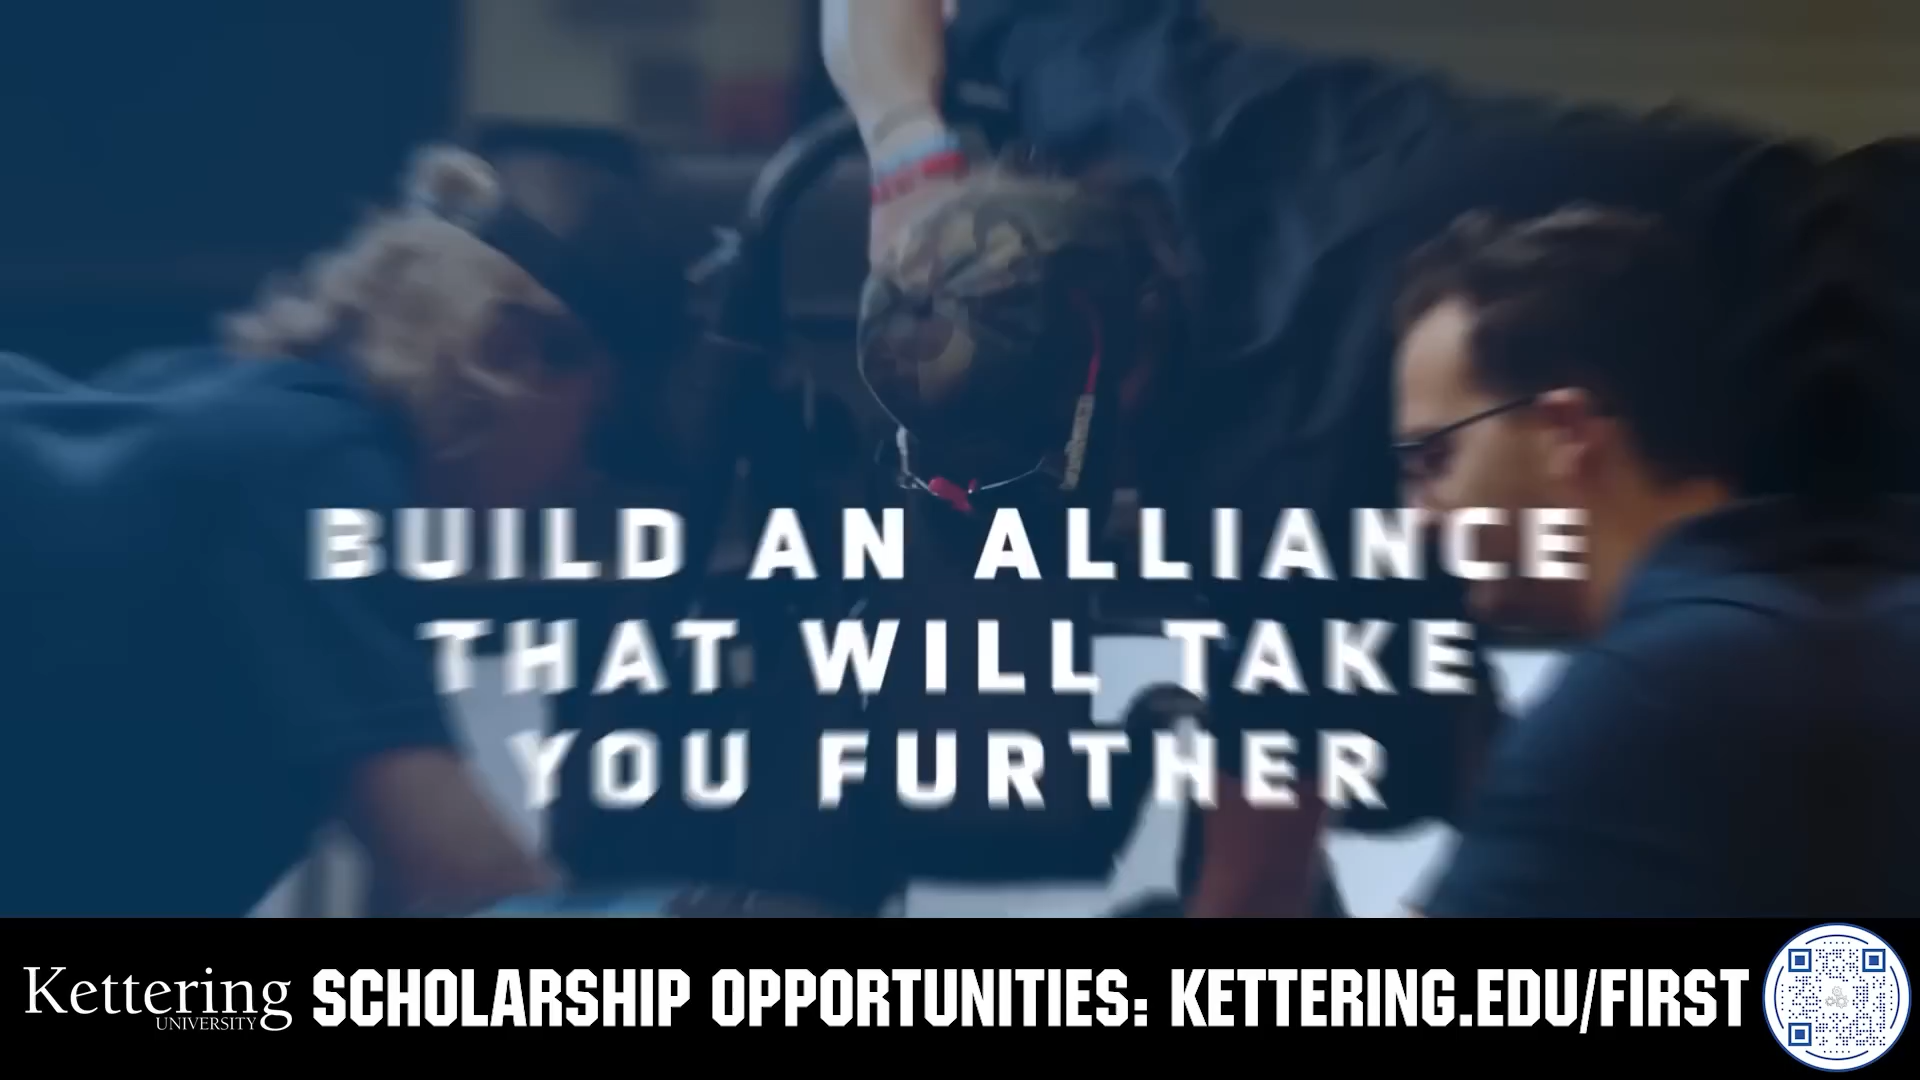 BUILD AN ALLIANCE
THAT WILL TAKE
YOU FURTHER
Kettering
UNIVERSITY
SCHOLARSHIP OPPORTUNITIES: KETTERING.EDU/FIRST